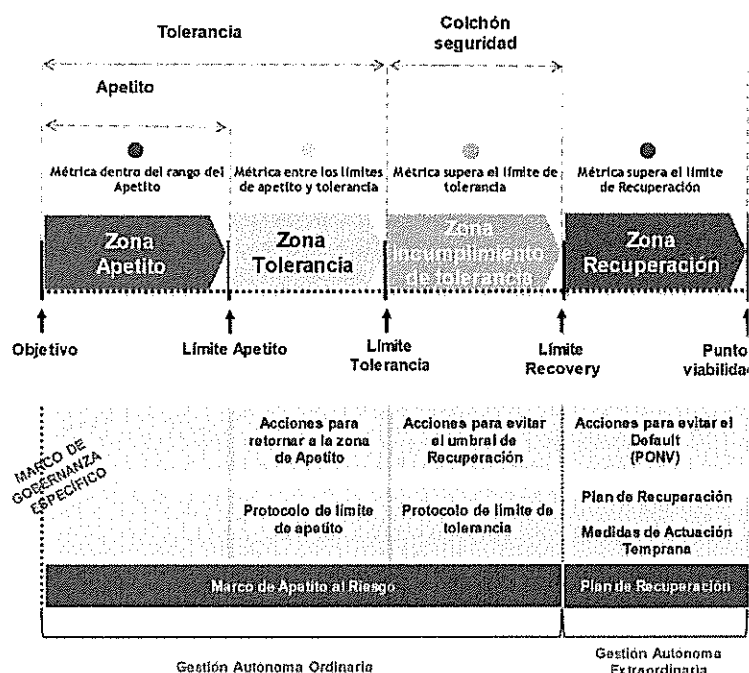 Tolerancia
Colchón
seguridad
Apetito
Métrica dentro del rango del
Apetito
Métrica entre los límites
de apetito y tolerancia
Métrica supera el límite de
tolerancia
Métrica supera el límite
de Recuperación
Zona
Apetito
Zona
Tolerancia
Zona
Incumplimiento
de tolerancia
Zona
Recuperación
Objetivo
Límite Apetito
Límite
Tolerancia
Límite
Recovery
Punto
viabilidad
MARCO DE
GOBERNANZA
ESPECÍFICO
Acciones para
retornar a la zona
de Apetito
Acciones para evitar
el umbral de
Recuperación
Acciones para evitar el
Default
(PONV)
Protocolo de límite
de apetito
Protocolo de límite de
tolerancia
Plan de Recuperación
Medidas de Actuación
Temprana
Marco de Apetito al Riesgo
Plan de Recuperación
Gestión Autónoma Ordinaria
Gestión Autónoma
Extraordinaria